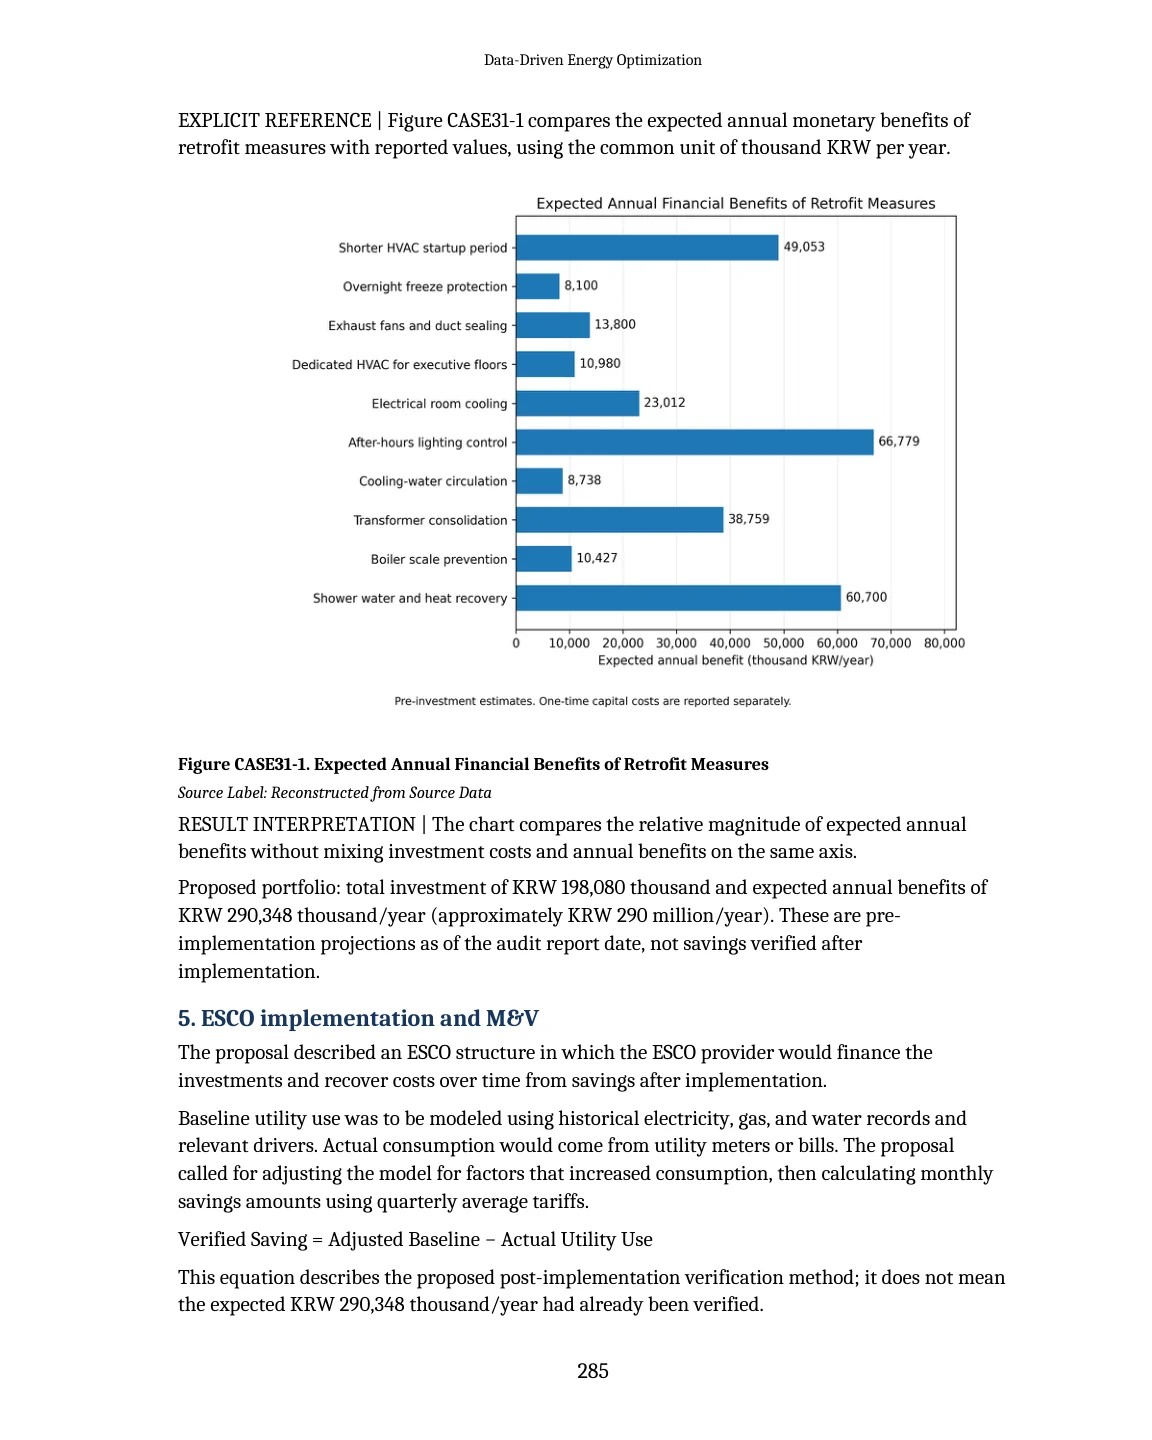 Data-Driven Energy Optimization
EXPLICIT REFERENCE | Figure CASE31-1 compares the expected annual monetary benefits of
retrofit measures with reported values, using the common unit of thousand KRW per year.
Expected Annual Financial Benefits of Retrofit Measures
Shorter HVAC startup period 49,053
Overnight freeze protection 8,100
Exhaust fans and duct sealing 13,800
Dedicated HVAC for executive floors 10,980
Electrical room cooling 23,012
After-hours lighting control 66,779
Cooling-water circulation 8,738
Transformer consolidation 38,759
Boiler scale prevention 10,427
Shower water and heat recovery 60,700
0 10,000 20,000 30,000 40,000 50,000 60,000 70,000 80,000
Expected annual benefit (thousand KRW/year)
Pre-investment estimates. One-time capital costs are reported separately.
Figure CASE31-1. Expected Annual Financial Benefits of Retrofit Measures
Source Label: Reconstructed from Source Data
RESULT INTERPRETATION | The chart compares the relative magnitude of expected annual
benefits without mixing investment costs and annual benefits on the same axis.
Proposed portfolio: total investment of KRW 198,080 thousand and expected annual benefits of
KRW 290,348 thousand/year (approximately KRW 290 million/year). These are pre-
implementation projections as of the audit report date, not savings verified after
implementation.
5. ESCO implementation and M&V
The proposal described an ESCO structure in which the ESCO provider would finance the
investments and recover costs over time from savings after implementation.
Baseline utility use was to be modeled using historical electricity, gas, and water records and
relevant drivers. Actual consumption would come from utility meters or bills. The proposal
called for adjusting the model for factors that increased consumption, then calculating monthly
savings amounts using quarterly average tariffs.
Verified Saving = Adjusted Baseline − Actual Utility Use
This equation describes the proposed post-implementation verification method; it does not mean
the expected KRW 290,348 thousand/year had already been verified.
285